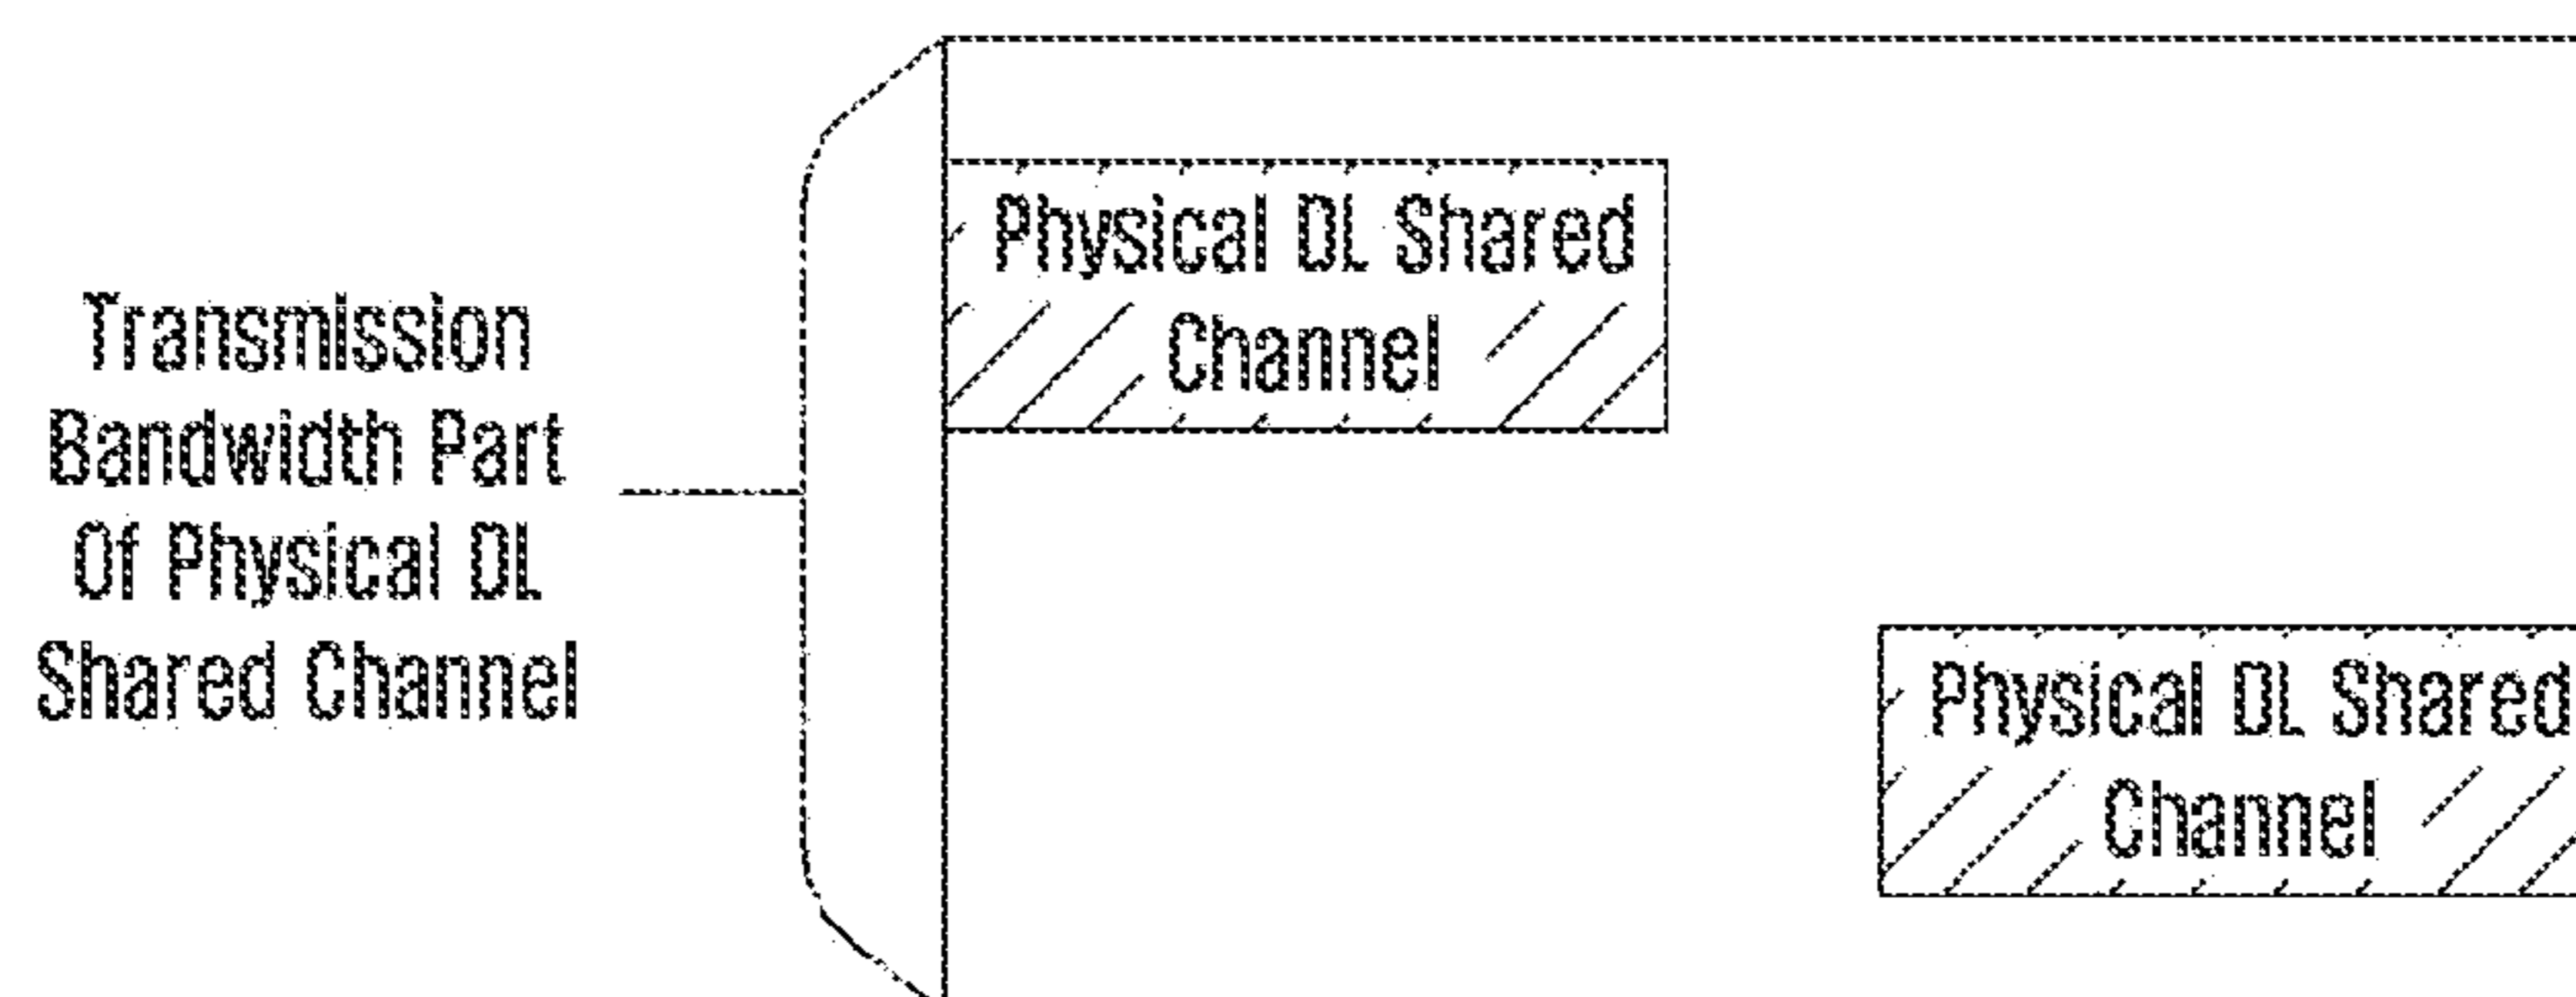 Transmission
Bandwidth Part
Of Physical DL
Shared Channel
Physical DL Shared
Channel
Physical DL Shared
Channel